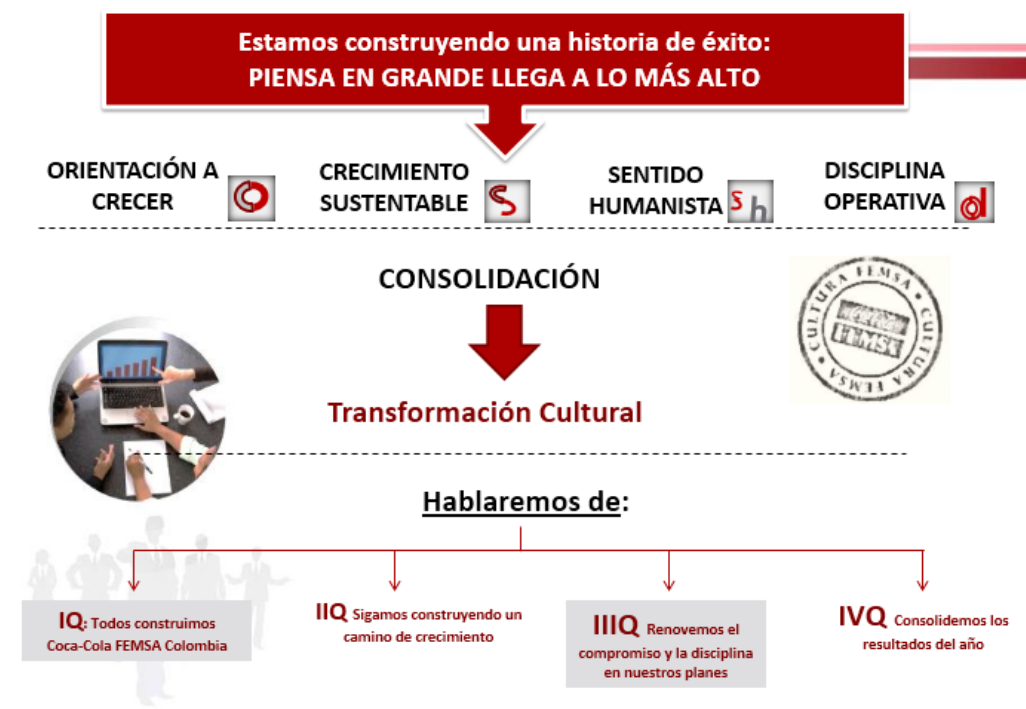 Estamos construyendo una historia de éxito:
PIENSA EN GRANDE LLEGA A LO MÁS ALTO
ORIENTACIÓN A
CRECER
CRECIMIENTO
SUSTENTABLE
SENTIDO
HUMANISTA
DISCIPLINA
OPERATIVA
CONSOLIDACIÓN
CULTURA FEMSA • CULTURA FEMSA •
FEMSA
Transformación Cultural
Hablaremos de:
IQ: Todos construimos
Coca-Cola FEMSA Colombia
IIQ Sigamos construyendo un
camino de crecimiento
IIIQ Renovemos el
compromiso y la disciplina
en nuestros planes
IVQ Consolidemos los
resultados del año